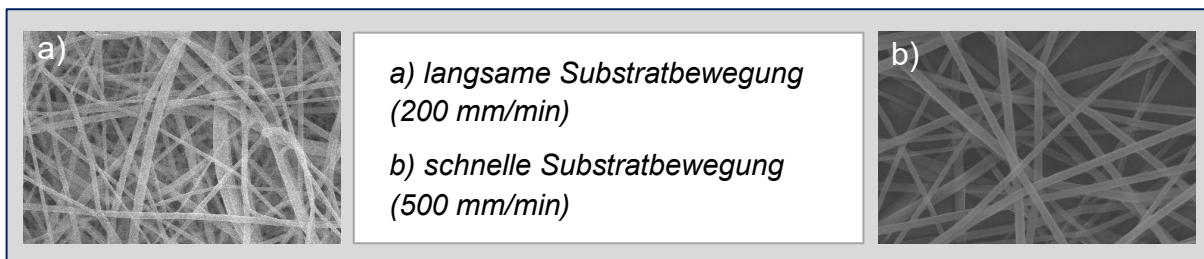 a)
a) langsame Substratbewegung
(200 mm/min)
b) schnelle Substratbewegung
(500 mm/min)
b)